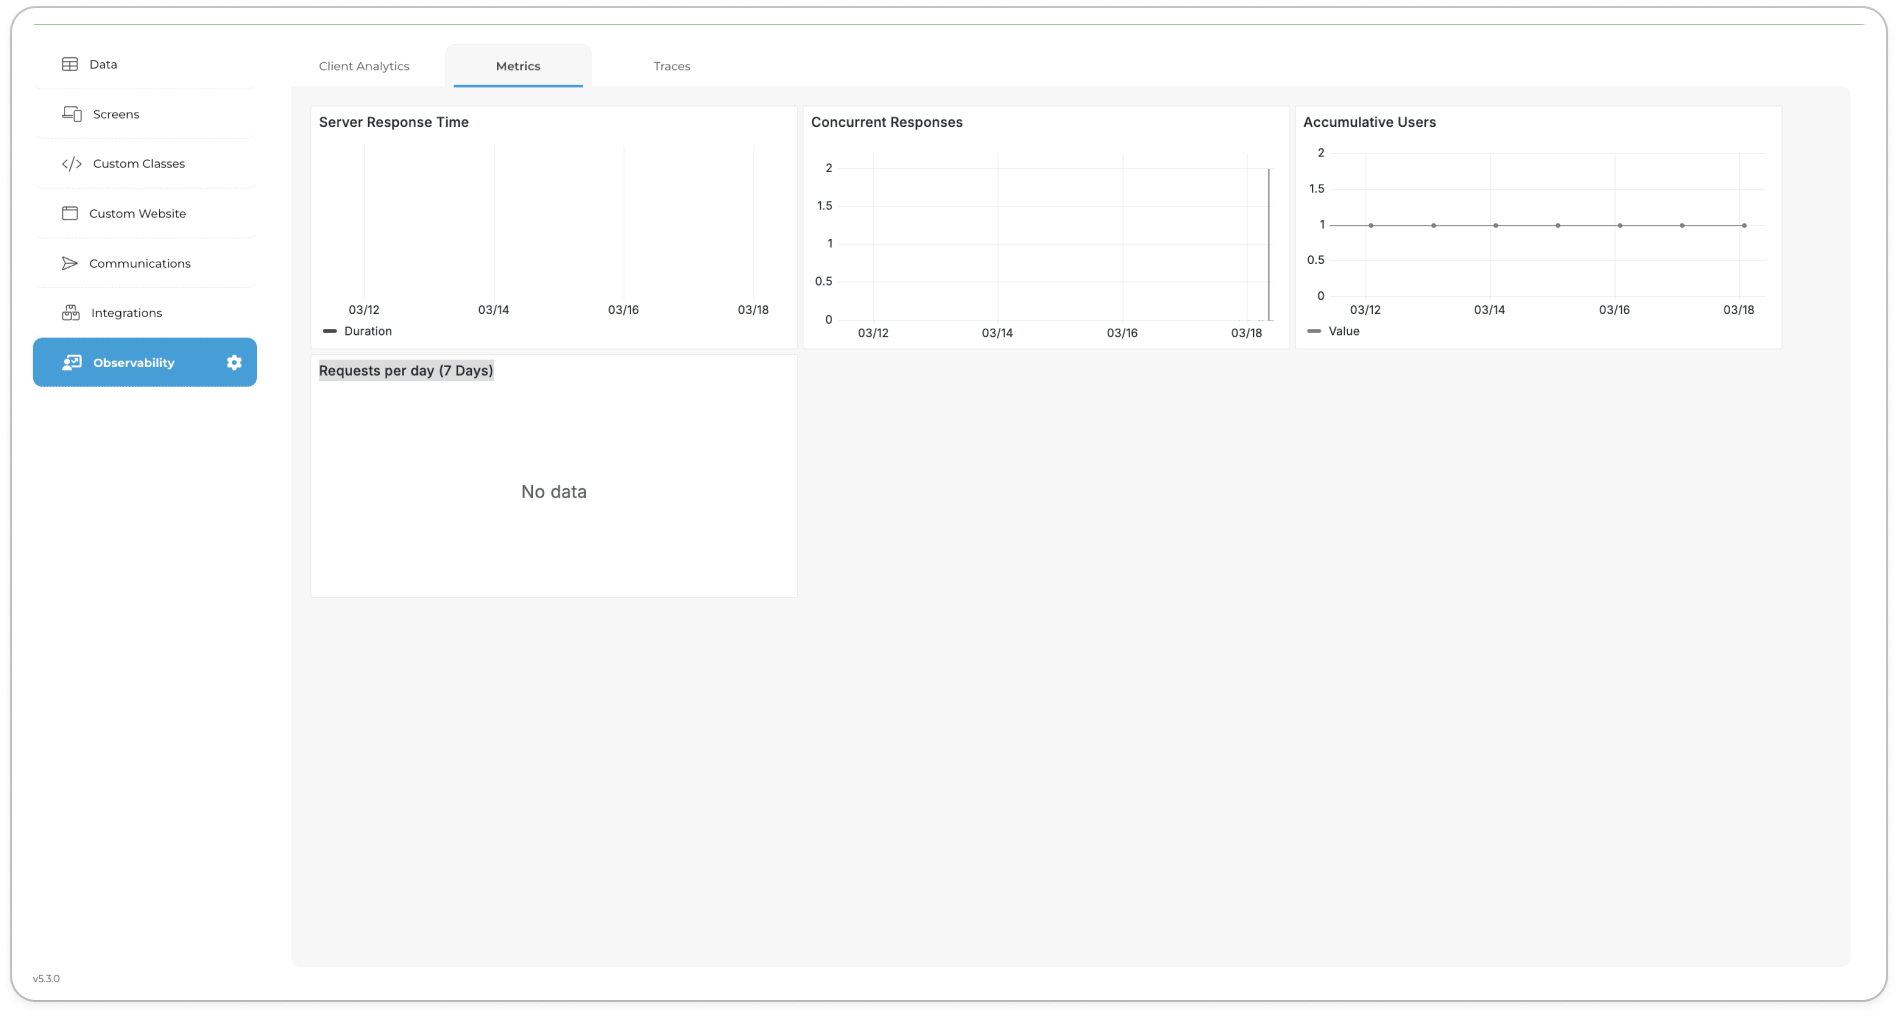 Data
Screens
Custom Classes
Custom Website
Communications
Integrations
Observability
v5.3.0
Client Analytics
Metrics
Traces
Server Response Time
03/12 03/14 03/16 03/18
Duration
Concurrent Responses
2
1.5
1
0.5
0
03/12 03/14 03/16 03/18
Accumulative Users
2
1.5
1
0.5
0
03/12 03/14 03/16 03/18
Value
Requests per day (7 Days)
No data